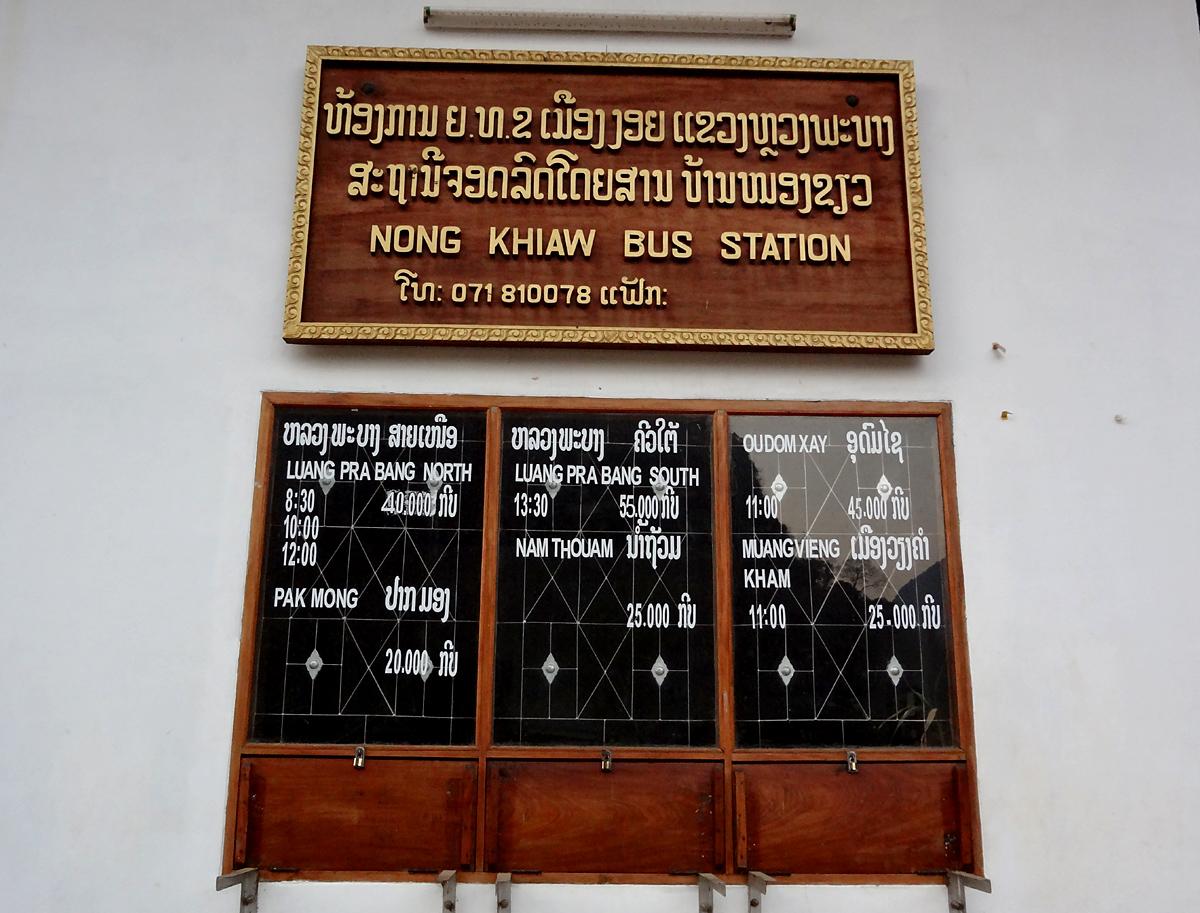 ຫ້ອງການ ຍ.ທ.ຂ ເມືອງງອຍ ແຂວງຫຼວງພະບາງ
ສະຖານີຈອດລົດໂດຍສານ ບ້ານໜອງຂຽວ
NONG KHIAW BUS STATION
ໂທ: 071 810078 ແຟັກ:
ຫລວງພະບາງ ສາຍເໜືອ
LUANG PRA BANG NORTH
8:30 40.000 ກີບ
10:00
12:00
PAK MONG ປາກມອງ
20.000 ກີບ
ຫລວງພະບາງ ຄິວໃຕ້
LUANG PRA BANG SOUTH
13:30 55.000 ກີບ
NAM THOUAM ນ້ຳຖ້ວມ
25.000 ກີບ
OUDOMXAY ອຸດົມໄຊ
11:00 45.000 ກີບ
MUANGVIENG ເມືອງວຽງຄຳ
KHAM
11:00 25.000 ກີບ